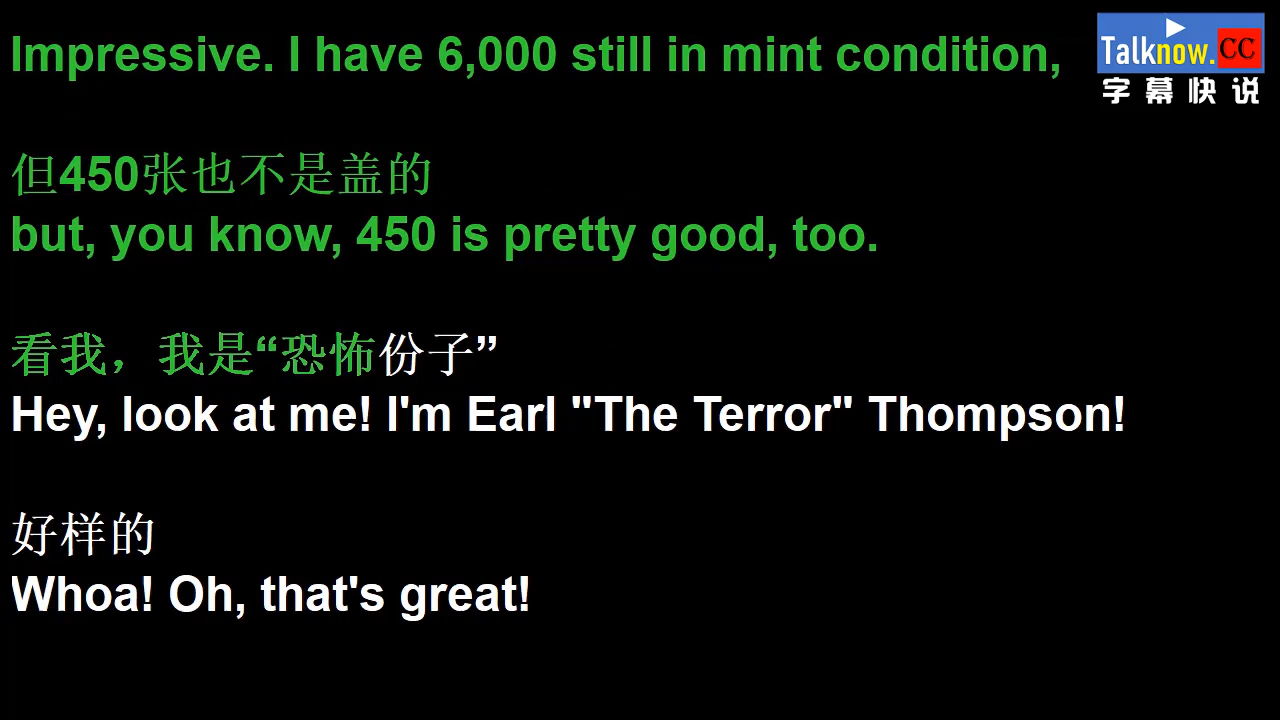 Impressive. I have 6,000 still in mint condition,
Talknow.CC
字幕快说
但450张也不是盖的
but, you know, 450 is pretty good, too.
看我，我是“恐怖份子”
Hey, look at me! I'm Earl "The Terror" Thompson!
好样的
Whoa! Oh, that's great!